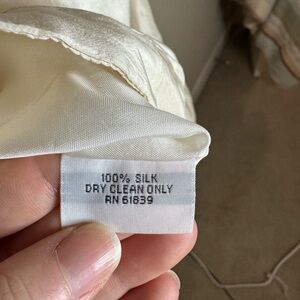 100% SILK
DRY CLEAN ONLY
RN 61839